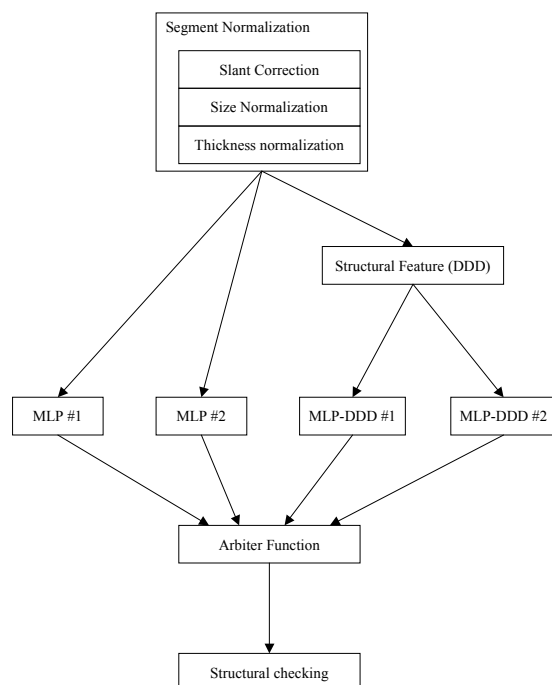 Segment Normalization
Slant Correction
Size Normalization
Thickness normalization
Structural Feature (DDD)
MLP #1
MLP #2
MLP-DDD #1
MLP-DDD #2
Arbiter Function
Structural checking